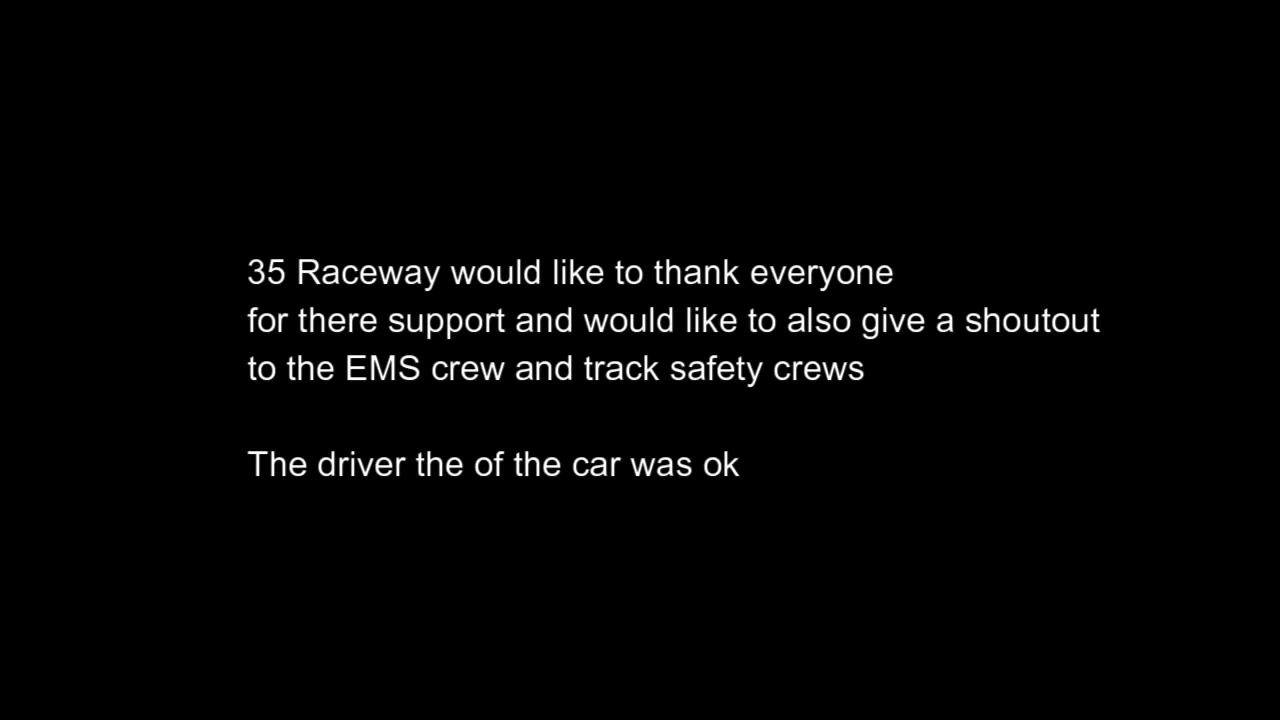 35 Raceway would like to thank everyone
for there support and would like to also give a shoutout
to the EMS crew and track safety crews
The driver the of the car was ok